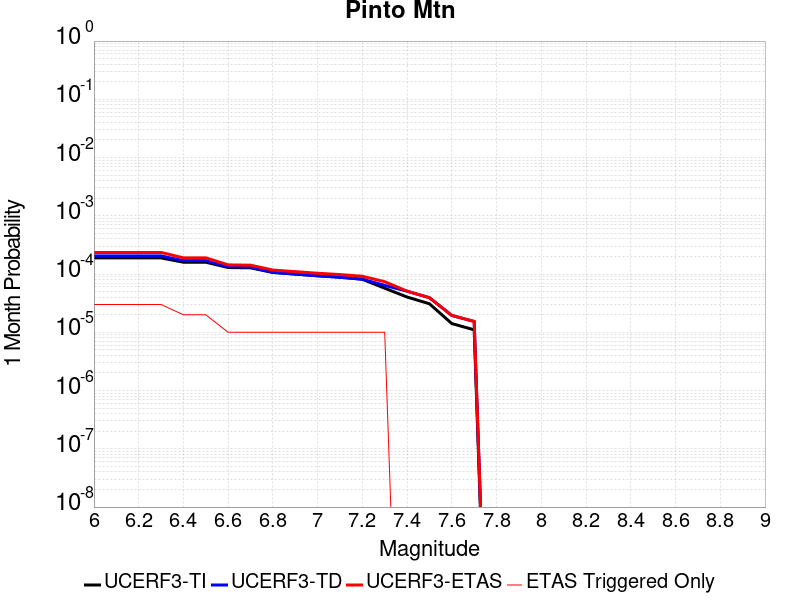 Pinto Mtn
10^0
10^-1
10^-2
10^-3
10^-4
10^-5
10^-6
10^-7
10^-8
1 Month Probability
6 6.2 6.4 6.6 6.8 7 7.2 7.4 7.6 7.8 8 8.2 8.4 8.6 8.8 9
Magnitude
UCERF3-TI UCERF3-TD UCERF3-ETAS ETAS Triggered Only